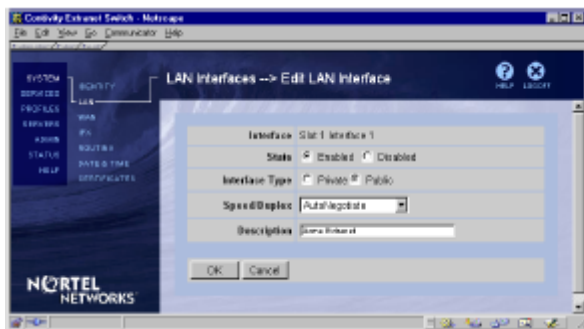 Contivity Extranet Switch - Netscape
File Edit View Go Communicator Help
SYSTEM
SERVICES
PROFILES
SERVERS
ADMIN
STATUS
HELP
IDENTITY
LAN
WAN
ROUTING
DATE & TIME
CERTIFICATES
LAN Interfaces --> Edit LAN Interface
HELP
LOGOFF
Interface Slot 1 Interface 1
State Enabled Disabled
Interface Type Private Public
Speed/Duplex AutoNegotiate
Description Extranet
OK Cancel
NORTEL
NETWORKS